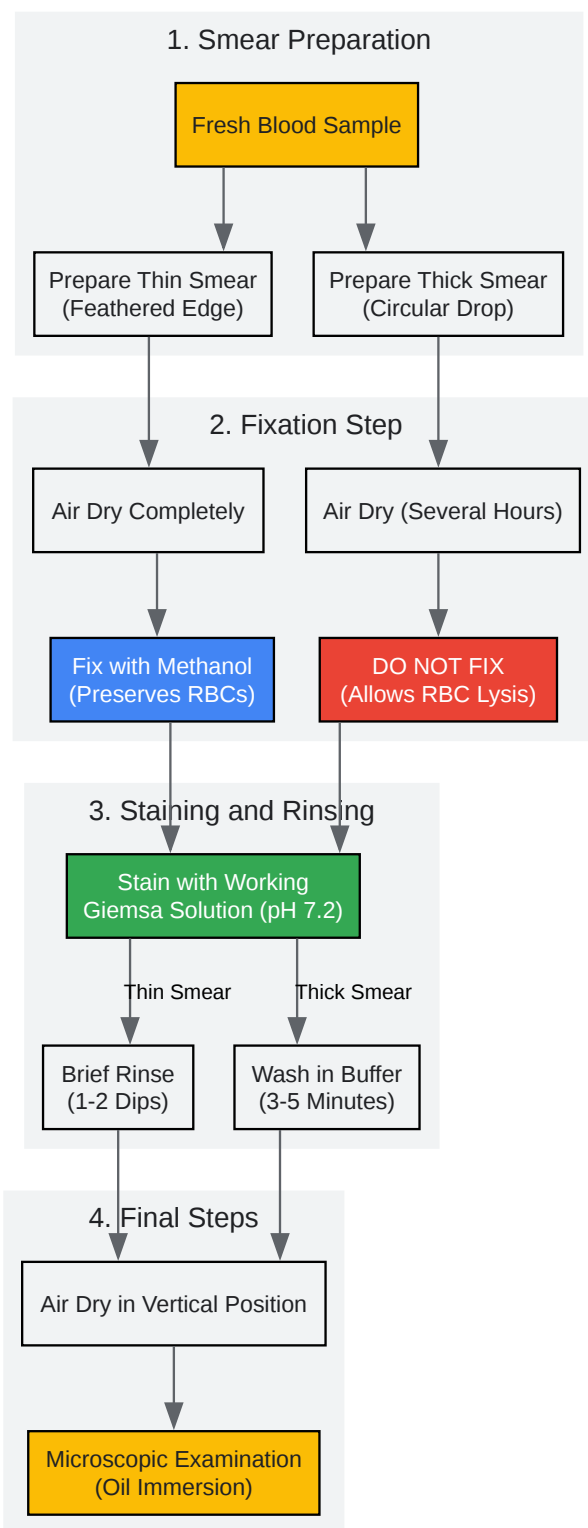 1. Smear Preparation
Fresh Blood Sample
Prepare Thin Smear
(Feathered Edge)
Prepare Thick Smear
(Circular Drop)
2. Fixation Step
Air Dry Completely
Air Dry (Several Hours)
Fix with Methanol
(Preserves RBCs)
DO NOT FIX
(Allows RBC Lysis)
3. Staining and Rinsing
Stain with Working
Giemsa Solution (pH 7.2)
Thin Smear
Thick Smear
Brief Rinse
(1-2 Dips)
Wash in Buffer
(3-5 Minutes)
4. Final Steps
Air Dry in Vertical Position
Microscopic Examination
(Oil Immersion)